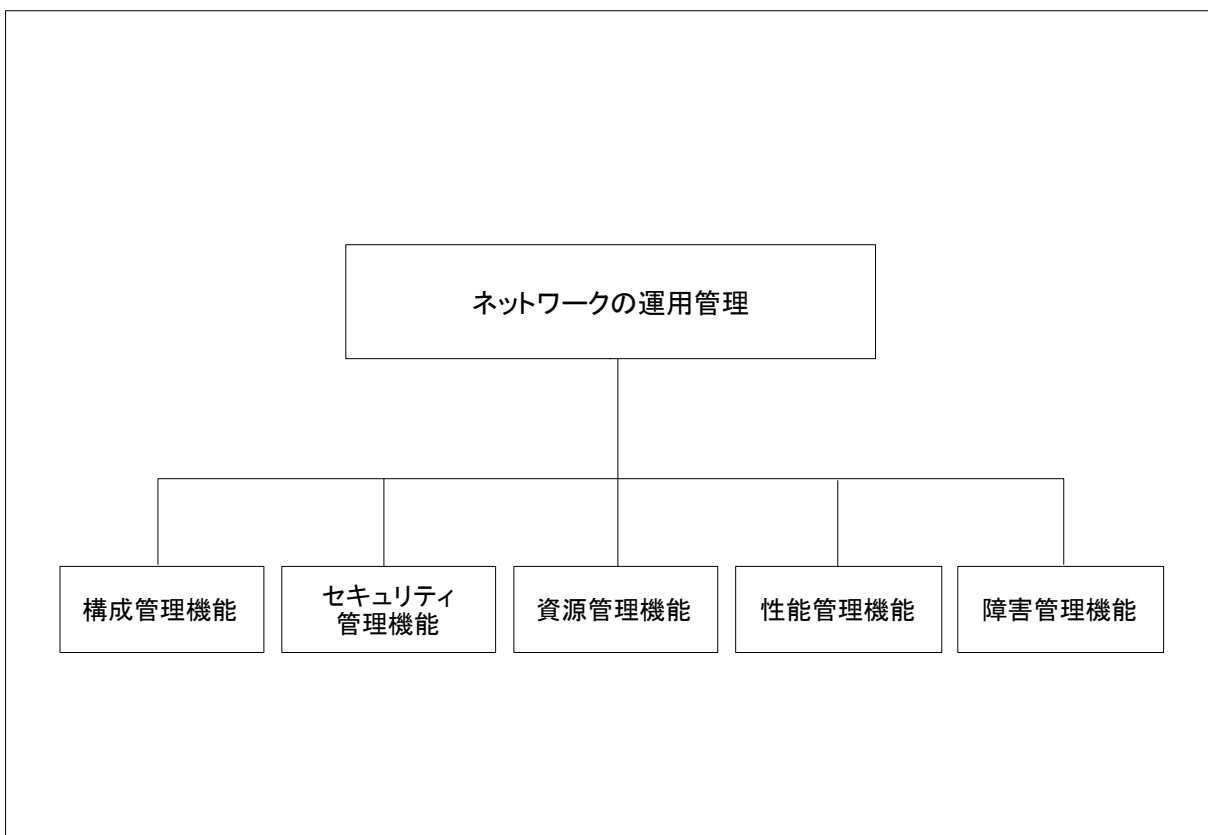 ネットワークの運用管理
構成管理機能
セキュリティ
管理機能
資源管理機能
性能管理機能
障害管理機能